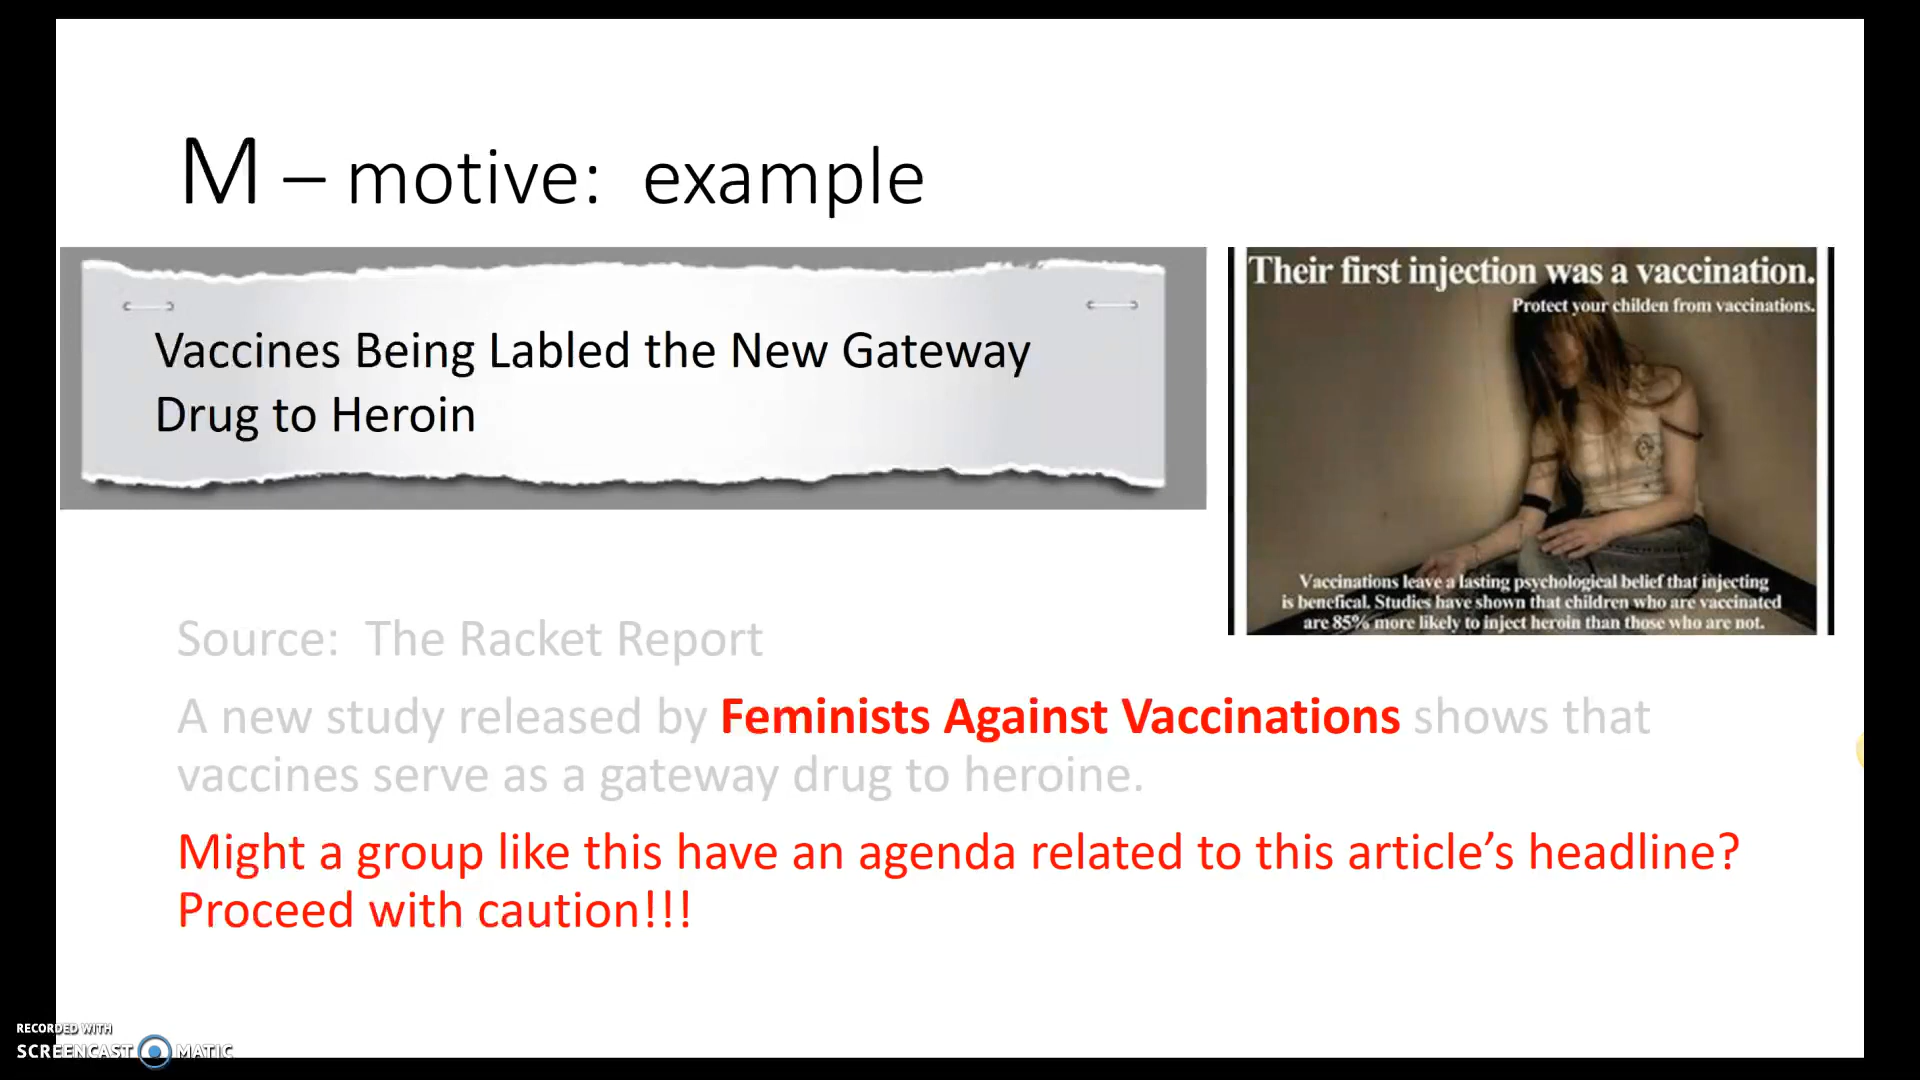 M – motive: example
Vaccines Being Labled the New Gateway
Drug to Heroin
Their first injection was a vaccination.
Protect your childen from vaccinations.
Vaccinations leave a lasting psychological belief that injecting
is benefical. Studies have shown that children who are vaccinated
are 85% more likely to inject heroin than those who are not.
Source: The Racket Report
A new study released by Feminists Against Vaccinations shows that
vaccines serve as a gateway drug to heroine.
Might a group like this have an agenda related to this article’s headline?
Proceed with caution!!!
RECORDED WITH
SCREENCAST MATIC